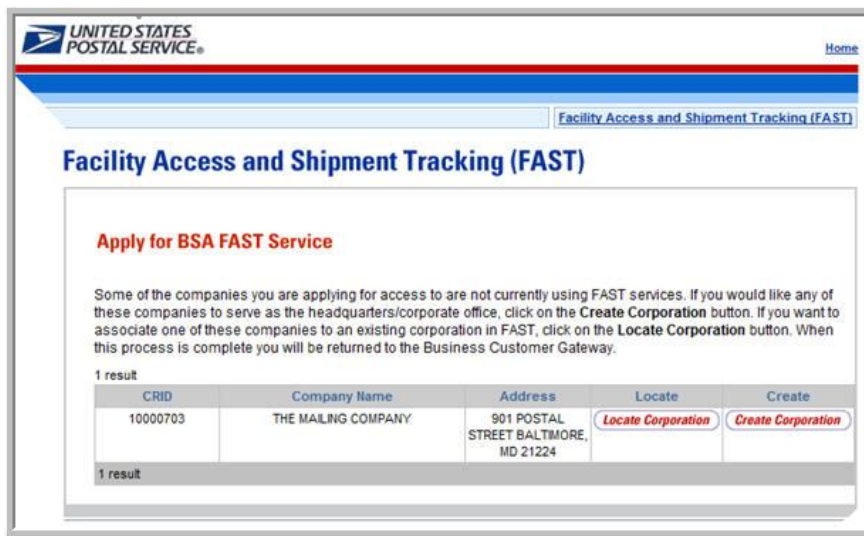 UNITED STATES
POSTAL SERVICE®
Home
Facility Access and Shipment Tracking (FAST)
Facility Access and Shipment Tracking (FAST)
Apply for BSA FAST Service
Some of the companies you are applying for access to are not currently using FAST services. If you would like any of
these companies to serve as the headquarters/corporate office, click on the Create Corporation button. If you want to
associate one of these companies to an existing corporation in FAST, click on the Locate Corporation button. When
this process is complete you will be returned to the Business Customer Gateway.
1 result
CRID Company Name Address Locate Create
10000703 THE MAILING COMPANY 901 POSTAL Locate Corporation Create Corporation
STREET BALTIMORE,
MD 21224
1 result